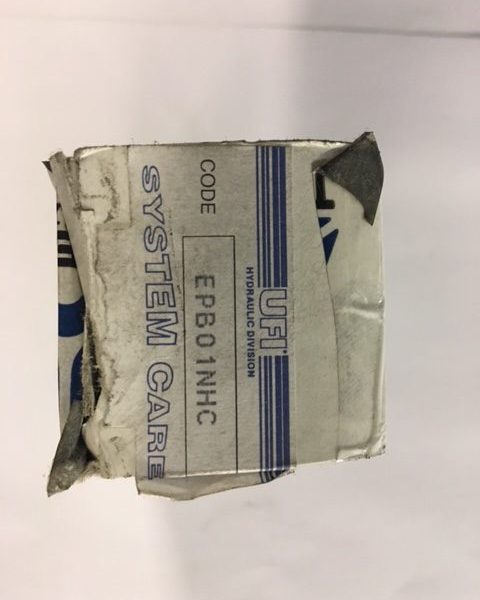 UFI
HYDRAULIC DIVISION
CODE
EPB01NHC
SYSTEM CARE